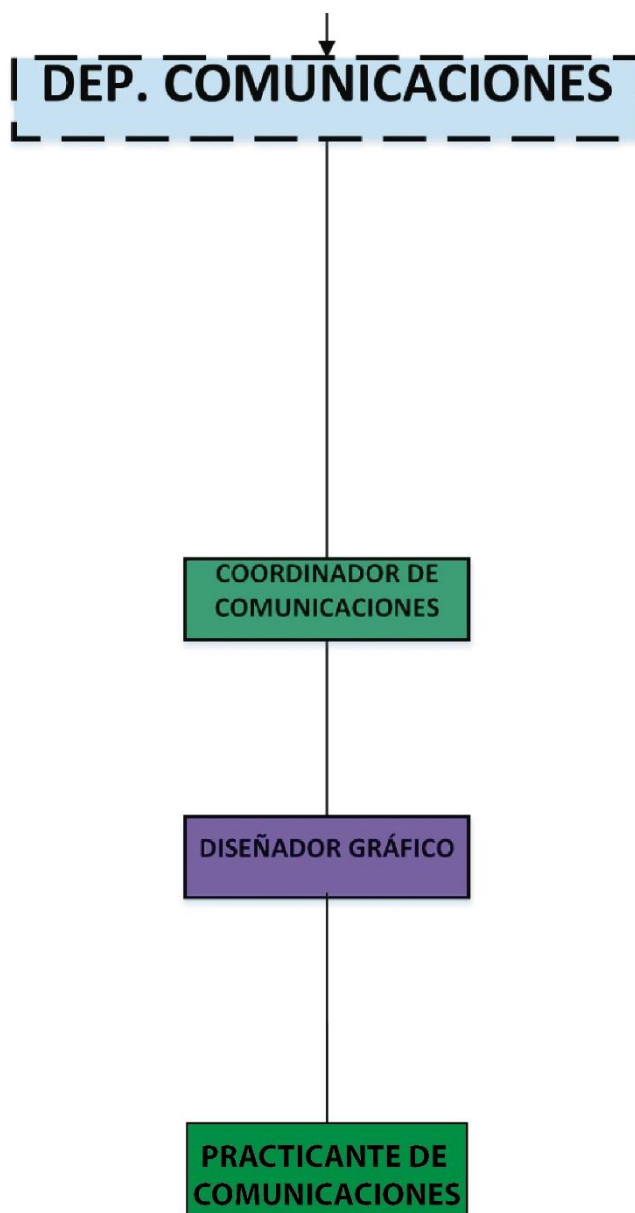 DEP. COMUNICACIONES
COORDINADOR DE
COMUNICACIONES
DISEÑADOR GRÁFICO
PRACTICANTE DE
COMUNICACIONES